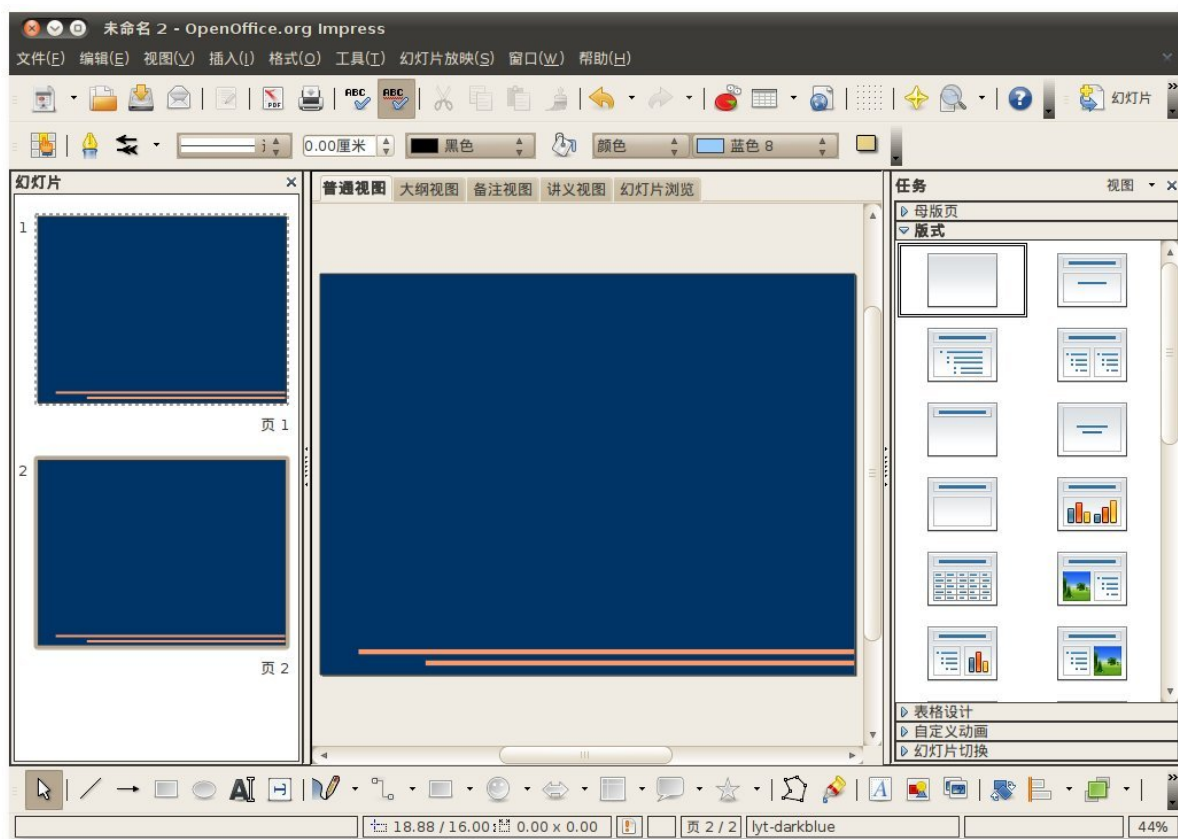 未命名 2 - OpenOffice.org Impress
文件(F) 编辑(E) 视图(V) 插入(I) 格式(O) 工具(T) 幻灯片放映(S) 窗口(W) 帮助(H)
PDF ABC ABC 幻灯片
0.00厘米 黑色 颜色 蓝色 8
幻灯片
1
页 1
2
页 2
普通视图 大纲视图 备注视图 讲义视图 幻灯片浏览
任务 视图
母版页
版式
表格设计
自定义动画
幻灯片切换
18.88 / 16.00 0.00 x 0.00 页 2 / 2 lyt-darkblue 44%